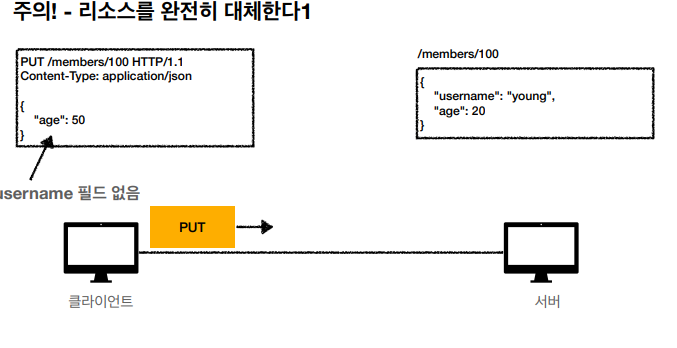 주의! - 리소스를 완전히 대체한다1
PUT /members/100 HTTP/1.1
Content-Type: application/json
{
"age": 50
}
/members/100
{
"username": "young",
"age": 20
}
username 필드 없음
PUT
클라이언트
서버